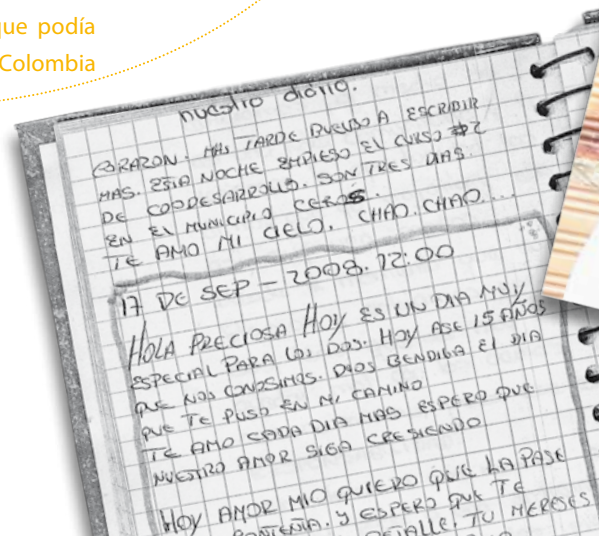 que podía
Colombia
nuestro diario.
CORAZON. MAS TARDE BUELBO A ESCRIBIR
MAS. ESTA NOCHE EMPIESO EL CURSO #2
DE CODESARROLLO. SON TRES DIAS.
EN EL MUNICIPIO CEROS.
TE AMO MI CIELO. CHAO. CHAO....
17 DE SEP - 2008. 12:00
HOLA PRECIOSA HOY ES UN DIA MUY
ESPECIAL PARA LOS DOS. HOY ASE 15 AÑOS
QUE NOS CONOSIMOS. DIOS BENDIGA EL DIA
QUE TE PUSO EN MI CAMINO
TE AMO CADA DIA MAS ESPERO QUE
NUESTRO AMOR SIGA CRESIENDO
HOY AMOR MIO QUIERO QUE LA PASE
CONTENTA. Y ESPERO QUE TE
DETALLE. TU MERESES